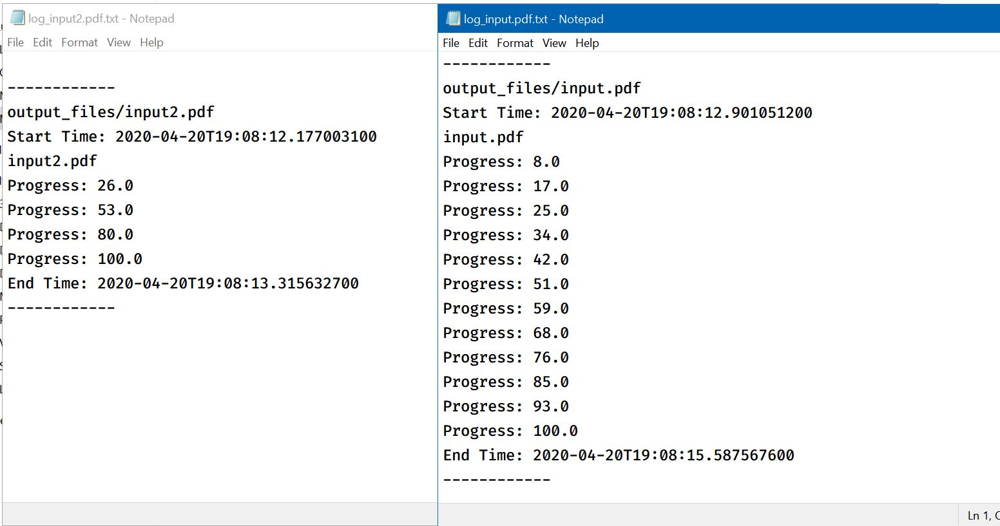 log_input2.pdf.txt - Notepad
File Edit Format View Help
------------
output_files/input2.pdf
Start Time: 2020-04-20T19:08:12.177003100
input2.pdf
Progress: 26.0
Progress: 53.0
Progress: 80.0
Progress: 100.0
End Time: 2020-04-20T19:08:13.315632700
------------
log_input.pdf.txt - Notepad
File Edit Format View Help
------------
output_files/input.pdf
Start Time: 2020-04-20T19:08:12.901051200
input.pdf
Progress: 8.0
Progress: 17.0
Progress: 25.0
Progress: 34.0
Progress: 42.0
Progress: 51.0
Progress: 59.0
Progress: 68.0
Progress: 76.0
Progress: 85.0
Progress: 93.0
Progress: 100.0
End Time: 2020-04-20T19:08:15.587567600
------------
Ln 1,